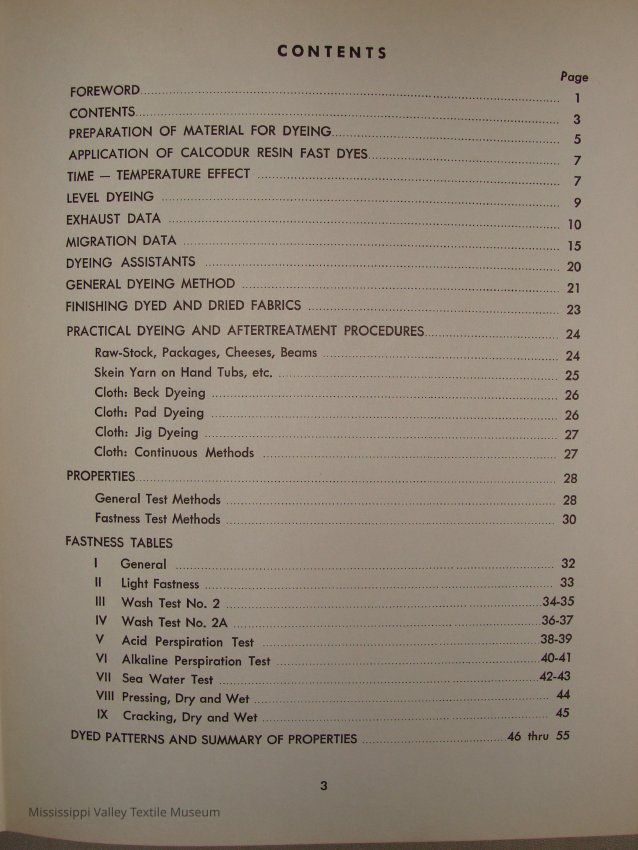 CONTENTS
Page
FOREWORD 1
CONTENTS 3
PREPARATION OF MATERIAL FOR DYEING 5
APPLICATION OF CALCODUR RESIN FAST DYES 7
TIME — TEMPERATURE EFFECT 7
LEVEL DYEING 9
EXHAUST DATA 10
MIGRATION DATA 15
DYEING ASSISTANTS 20
GENERAL DYEING METHOD 21
FINISHING DYED AND DRIED FABRICS 23
PRACTICAL DYEING AND AFTERTREATMENT PROCEDURES 24
Raw-Stock, Packages, Cheeses, Beams 24
Skein Yarn on Hand Tubs, etc. 25
Cloth: Beck Dyeing 26
Cloth: Pad Dyeing 26
Cloth: Jig Dyeing 27
Cloth: Continuous Methods 27
PROPERTIES 28
General Test Methods 28
Fastness Test Methods 30
FASTNESS TABLES
I General 32
II Light Fastness 33
III Wash Test No. 2 34-35
IV Wash Test No. 2A 36-37
V Acid Perspiration Test 38-39
VI Alkaline Perspiration Test 40-41
VII Sea Water Test 42-43
VIII Pressing, Dry and Wet 44
IX Cracking, Dry and Wet 45
DYED PATTERNS AND SUMMARY OF PROPERTIES 46 thru 55
3
Mississippi Valley Textile Museum